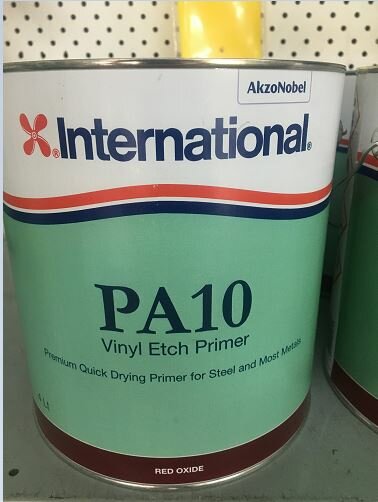 AkzoNobel
International®
PA10
Vinyl Etch Primer
Premium Quick Drying Primer for Steel and Most Metals
4 Lt
RED OXIDE